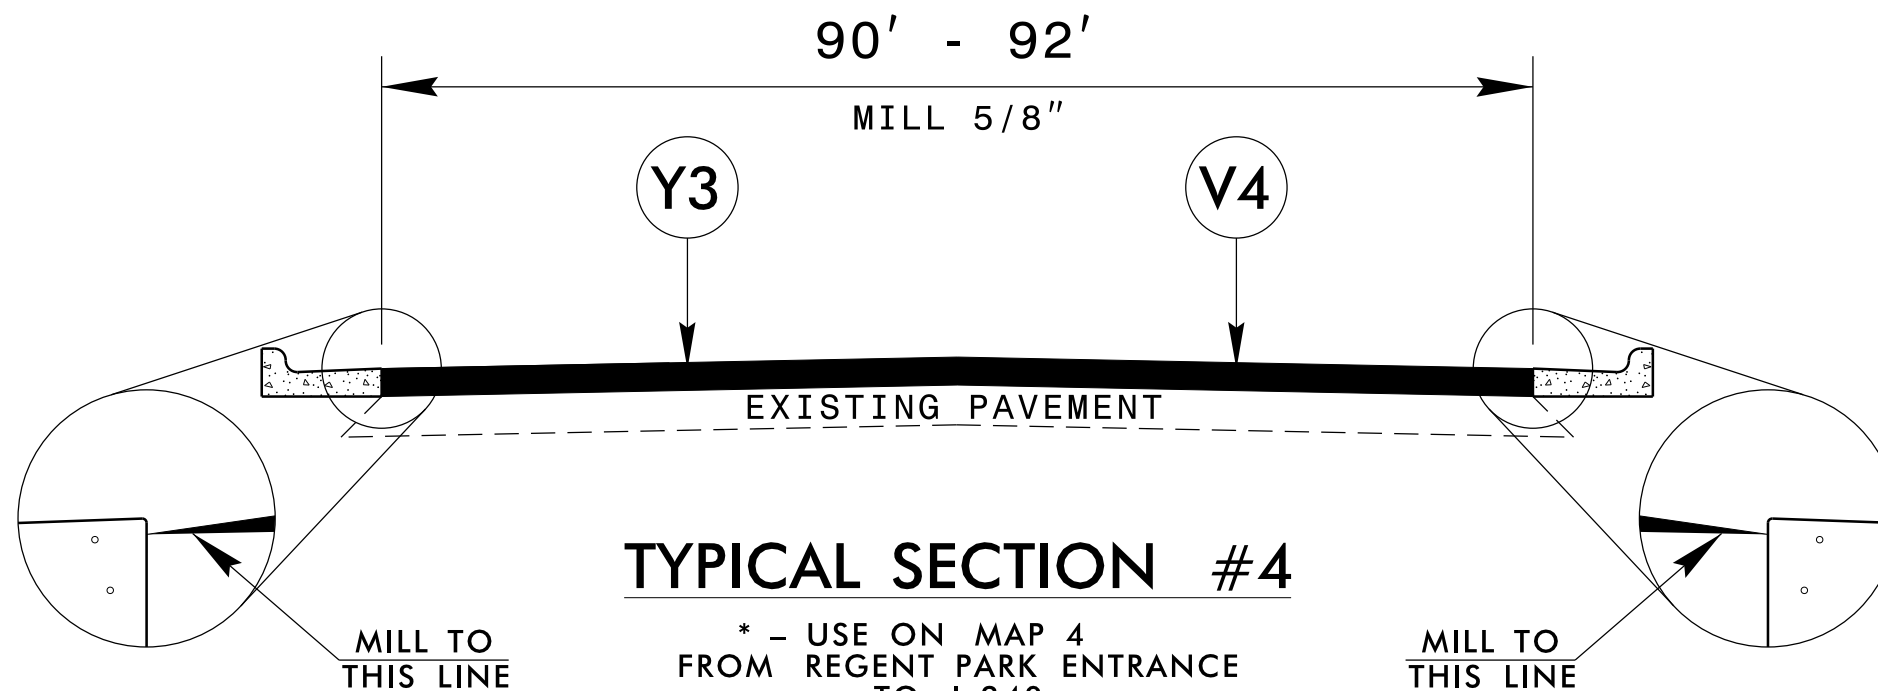 90' - 92'
MILL 5/8"
Y3
V4
EXISTING PAVEMENT
TYPICAL SECTION #4
* – USE ON MAP 4
FROM REGENT PARK ENTRANCE
MILL TO
THIS LINE
MILL TO
THIS LINE